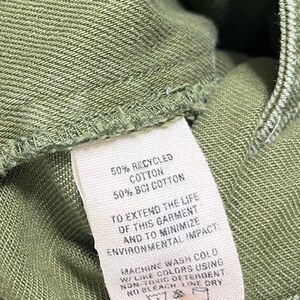 50% RECYCLED
COTTON
50% BCI COTTON
TO EXTEND THE LIFE
OF THIS GARMENT
AND TO MINIMIZE
ENVIRONMENTAL IMPACT:
MACHINE WASH COLD
W/ LIKE COLORS USING
NON-TOXIC DETERGENT
NO BLEACH. LINE DRY